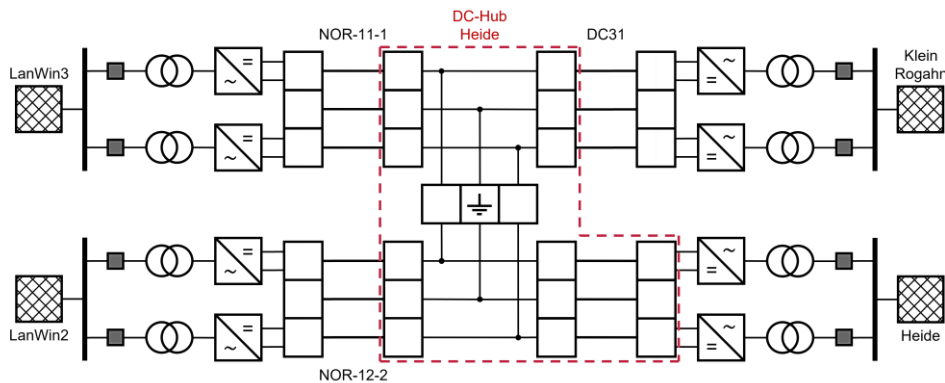 NOR-11-1
DC-Hub
Heide
DC31
LanWin3
Klein
Rogahn
LanWin2
Heide
NOR-12-2